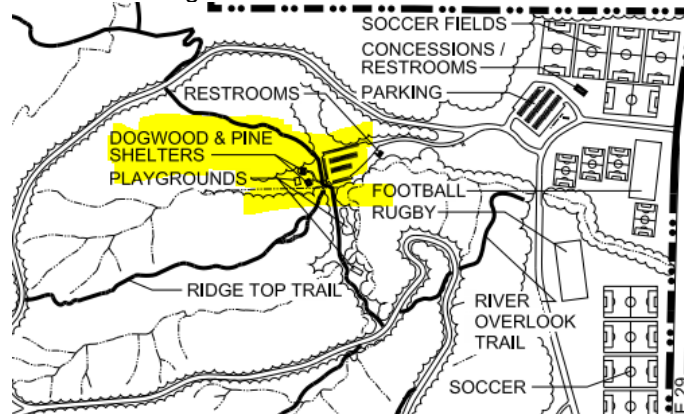 SOCCER FIELDS
CONCESSIONS /
RESTROOMS
PARKING
RESTROOMS
DOGWOOD & PINE
SHELTERS
PLAYGROUNDS
FOOTBALL
RUGBY
RIDGE TOP TRAIL
RIVER
OVERLOOK
TRAIL
SOCCER
E 29